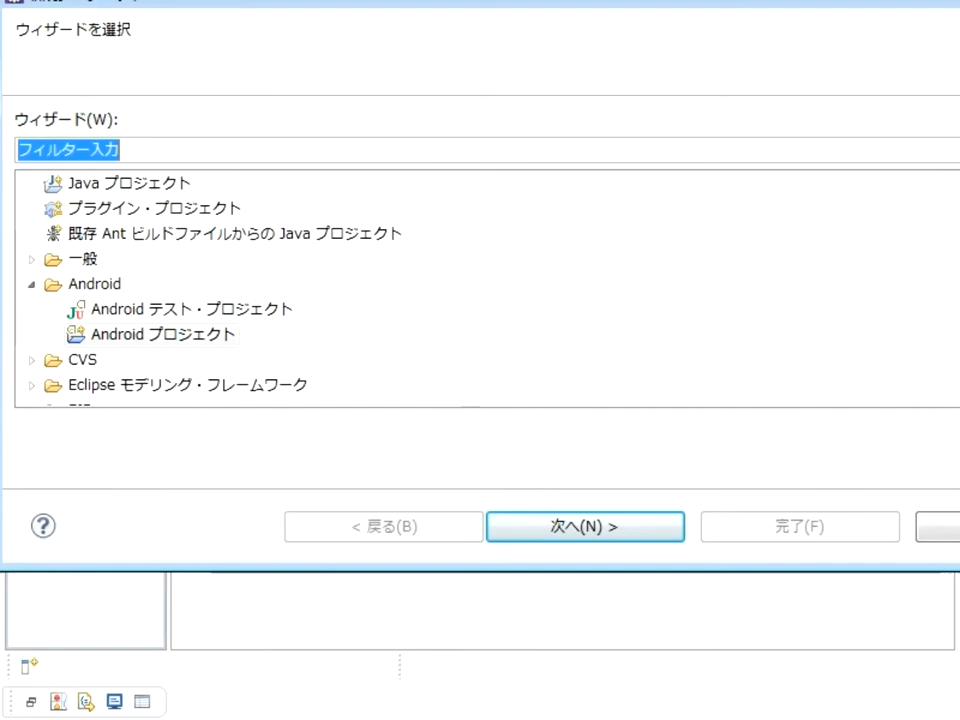 ウィザードを選択
ウィザード(W):
フィルター入力
Java プロジェクト
プラグイン・プロジェクト
既存 Ant ビルドファイルからの Java プロジェクト
一般
Android
Android テスト・プロジェクト
Android プロジェクト
CVS
Eclipse モデリング・フレームワーク
< 戻る(B)
次へ(N) >
完了(F)